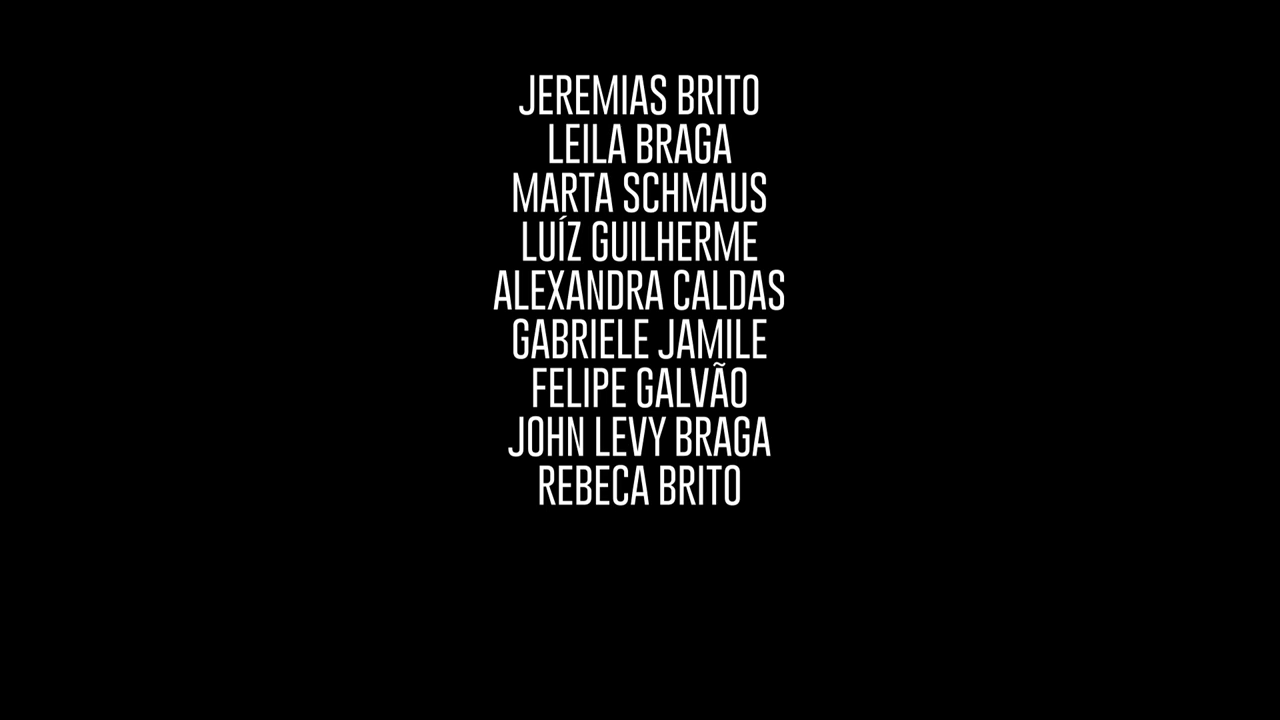 JEREMIAS BRITO
LEILA BRAGA
MARTA SCHMAUS
LUÍZ GUILHERME
ALEXANDRA CALDAS
GABRIELE JAMILE
FELIPE GALVÃO
JOHN LEVY BRAGA
REBECA BRITO